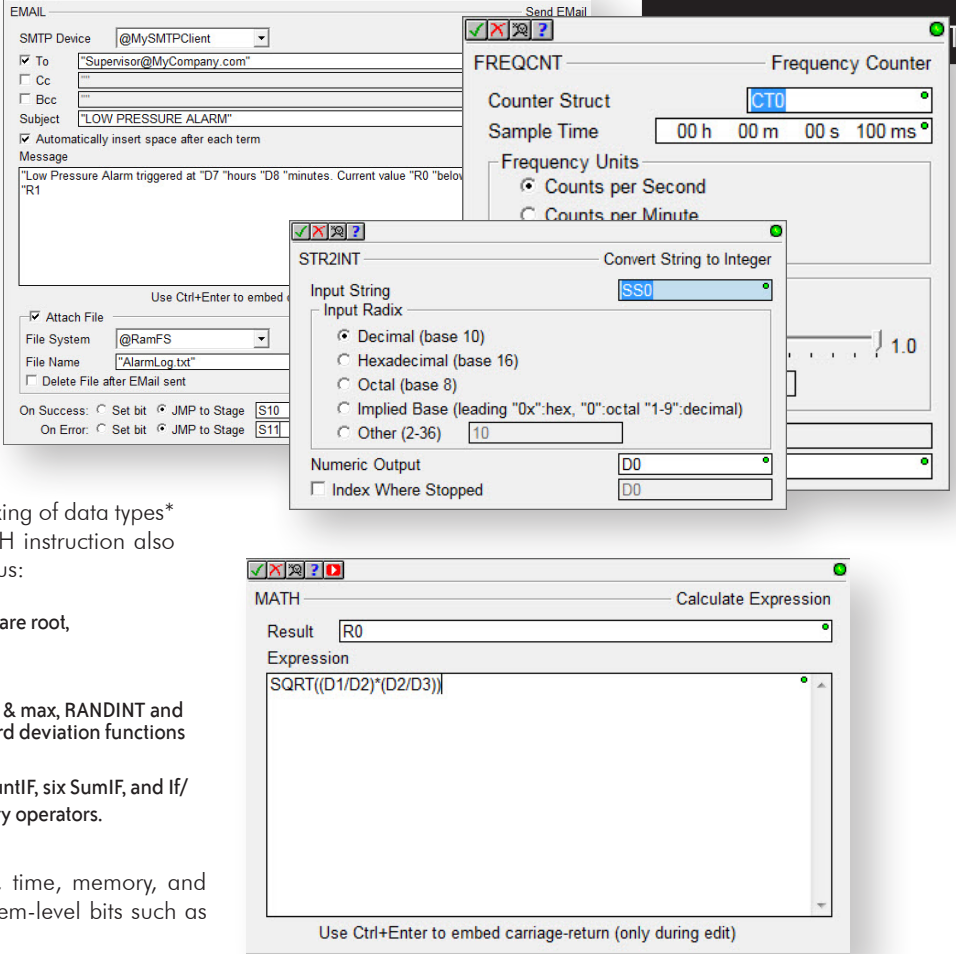 EMAIL Send EMail
SMTP Device @MySMTPClient
To "Supervisor@MyCompany.com"
Cc ""
Bcc ""
Subject "LOW PRESSURE ALARM"
Automatically insert space after each term
Message
"Low Pressure Alarm triggered at "D7 "hours "D8 "minutes. Current value "R0 "below
"R1
Use Ctrl+Enter to embed
Attach File
File System @RamFS
File Name "AlarmLog.txt"
Delete File after EMail sent
On Success: Set bit JMP to Stage S10
On Error: Set bit JMP to Stage S11
FREQCNT Frequency Counter
Counter Struct CT0
Sample Time 00 h 00 m 00 s 100 ms
Frequency Units
Counts per Second
Counts per Minute
1.0
STR2INT Convert String to Integer
Input String SS0
Input Radix
Decimal (base 10)
Hexadecimal (base 16)
Octal (base 8)
Implied Base (leading "0x":hex, "0":octal "1-9":decimal)
Other (2-36) 10
Numeric Output D0
Index Where Stopped D0
ing of data types*
H instruction also
us:
are root,
& max, RANDINT and
rd deviation functions
untIF, six SumIF, and If/
y operators.
time, memory, and
em-level bits such as
MATH Calculate Expression
Result R0
Expression
SQRT((D1/D2)*(D2/D3))
Use Ctrl+Enter to embed carriage-return (only during edit)